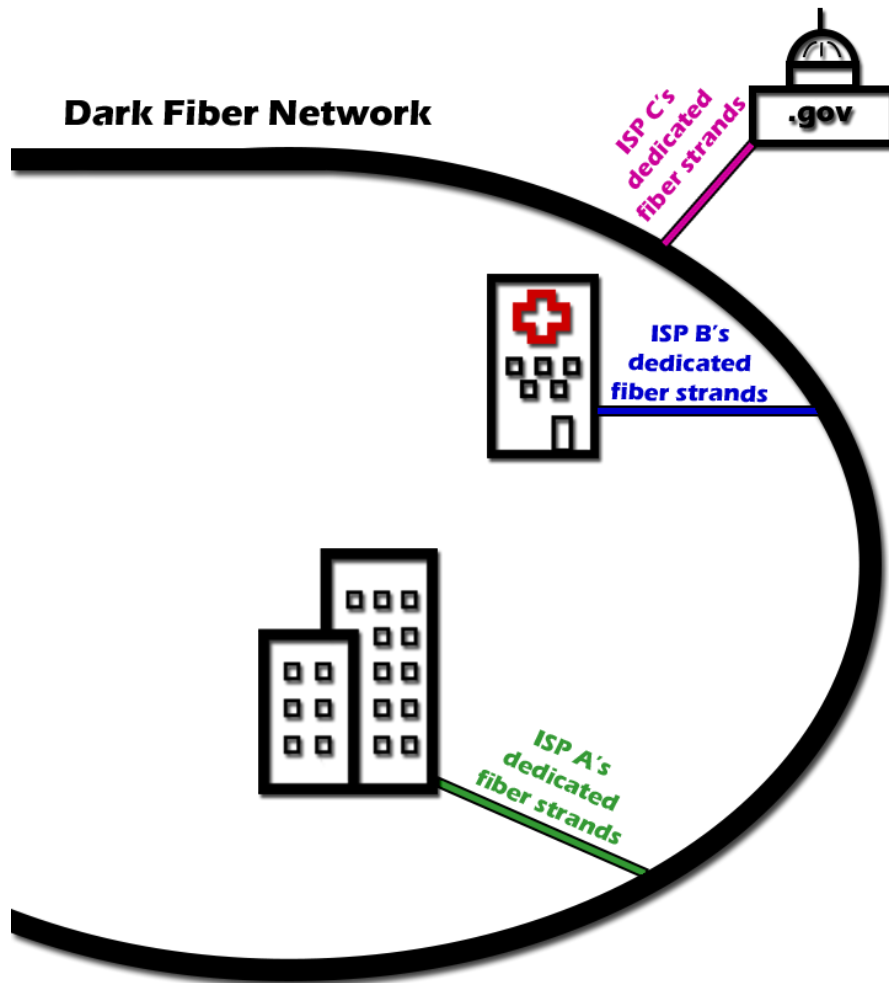 Dark Fiber Network
ISP C's
dedicated
fiber strands
.gov
ISP B's
dedicated
fiber strands
ISP A's
dedicated
fiber strands